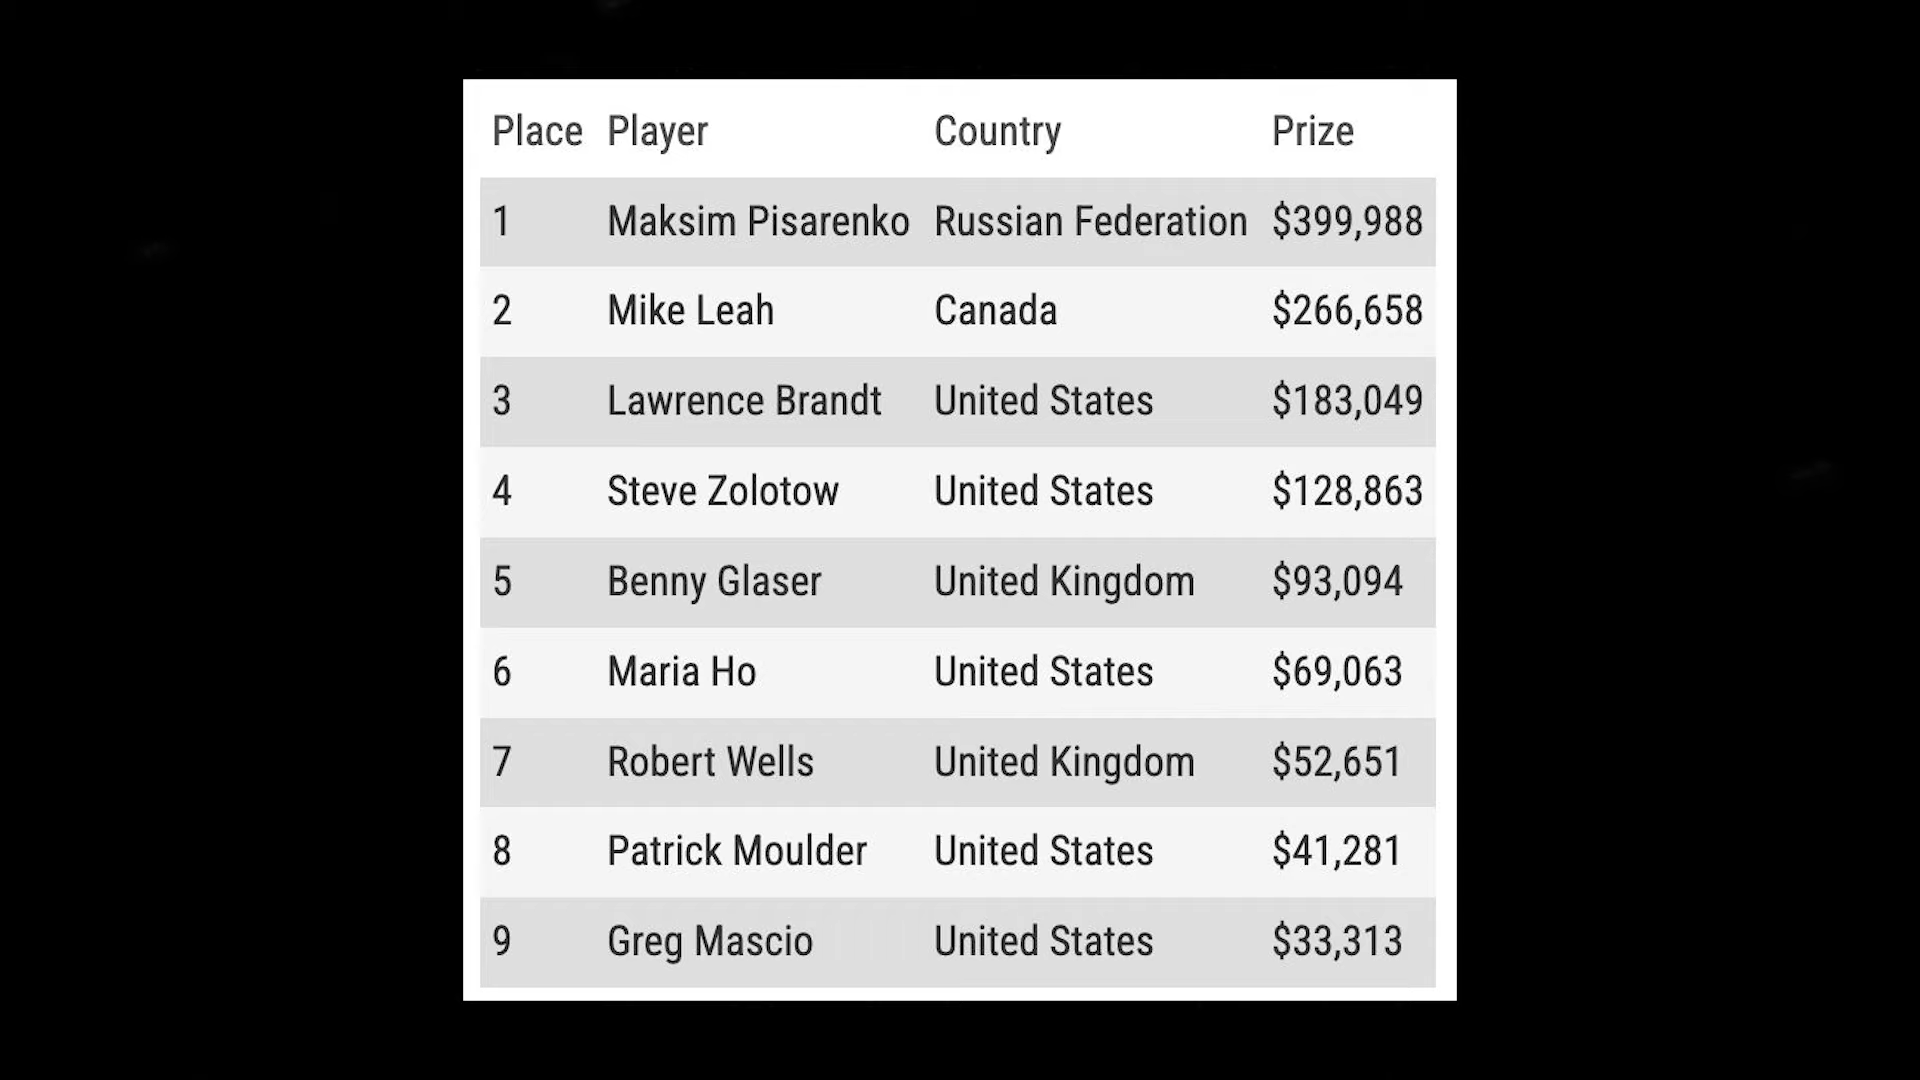 Place Player Country Prize
1 Maksim Pisarenko Russian Federation $399,988
2 Mike Leah Canada $266,658
3 Lawrence Brandt United States $183,049
4 Steve Zolotow United States $128,863
5 Benny Glaser United Kingdom $93,094
6 Maria Ho United States $69,063
7 Robert Wells United Kingdom $52,651
8 Patrick Moulder United States $41,281
9 Greg Mascio United States $33,313